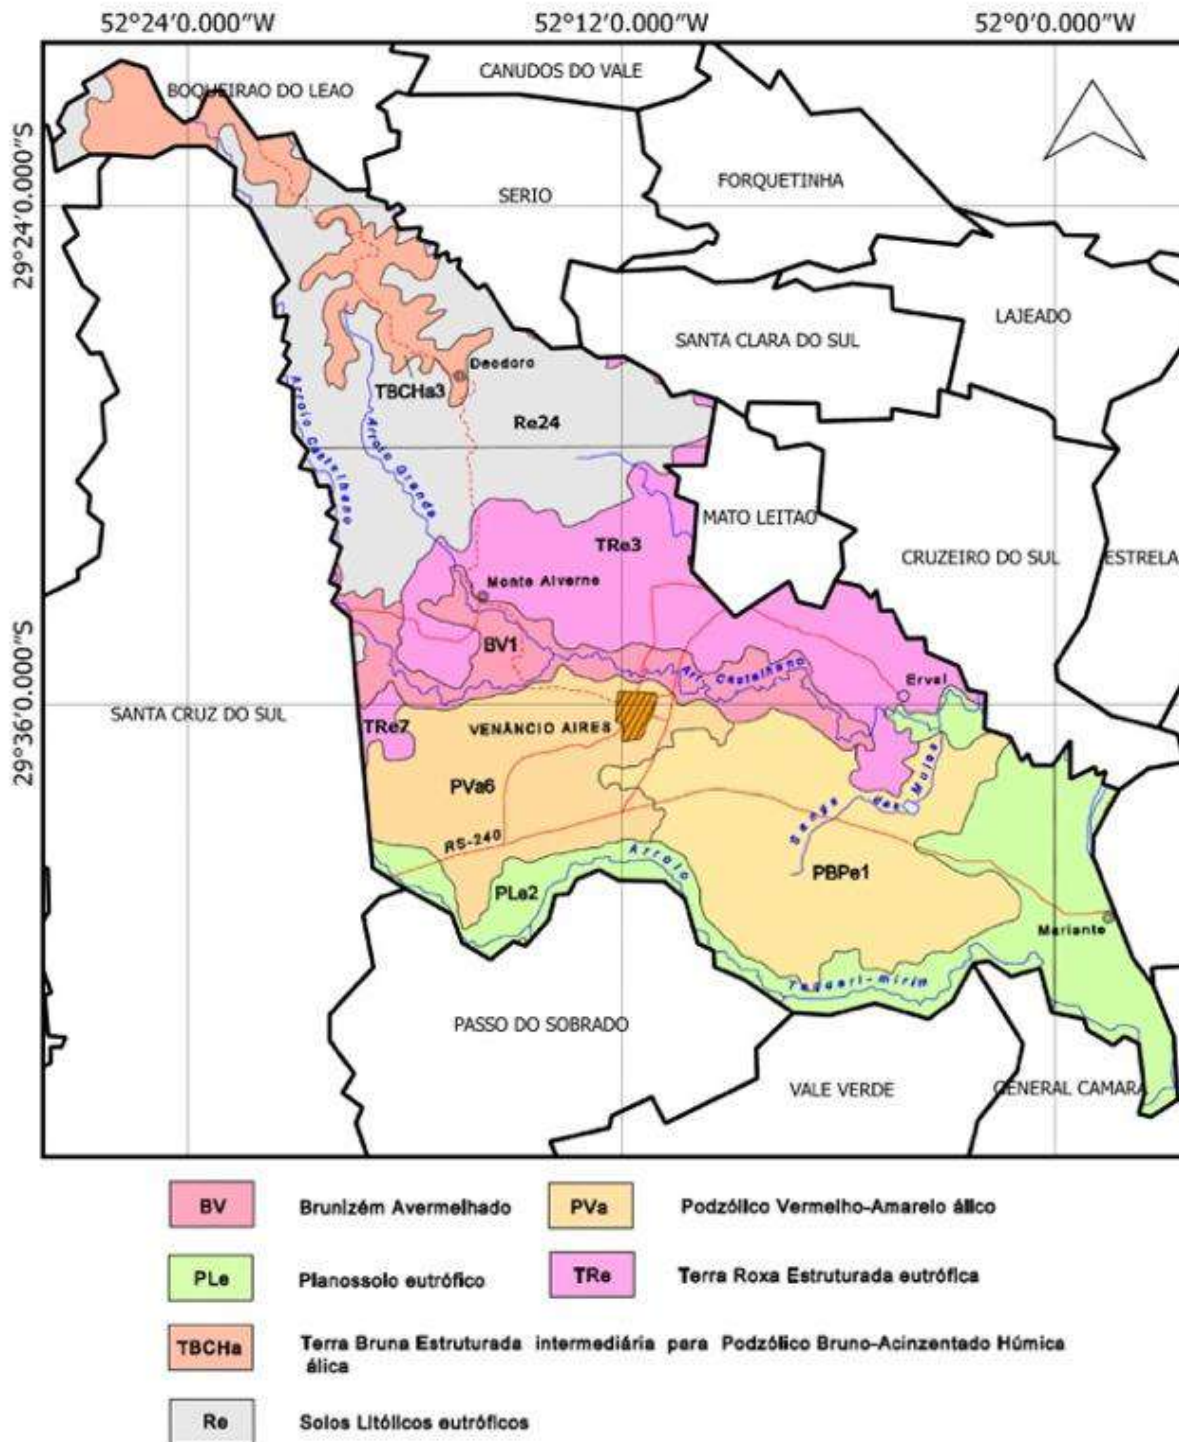 52°24'0.000"W
52°12'0.000"W
52°0'0.000"W
CANUDOS DO VALE
BOQUEIRAO DO LEAO
29°24'0.000"S
SERIO
FORQUETINHA
LAJEADO
SANTA CLARA DO SUL
Deodoro
TBCHa3
Re24
Arroio Castelhano
Arroio Grande
MATO LEITAO
TRe3
CRUZEIRO DO SUL
ESTRELA
Monte Alverne
BV1
Arr. Castelhano
Erval
29°36'0.000"S
SANTA CRUZ DO SUL
TRe7
VENÂNCIO AIRES
PVa6
Sanga das Mulas
RS-240
Arroio
PBPe1
PLe2
Mariante
Taquari-mirim
PASSO DO SOBRADO
VALE VERDE
GENERAL CAMARA
BV
Brunizém Avermelhado
PVa
Podzólico Vermelho-Amarelo álico
PLe
Planossolo eutrófico
TRe
Terra Roxa Estruturada eutrófica
TBCHa
Terra Bruna Estruturada intermediária para Podzólico Bruno-Acinzentado Húmica
álica
Re
Solos Litólicos eutróficos